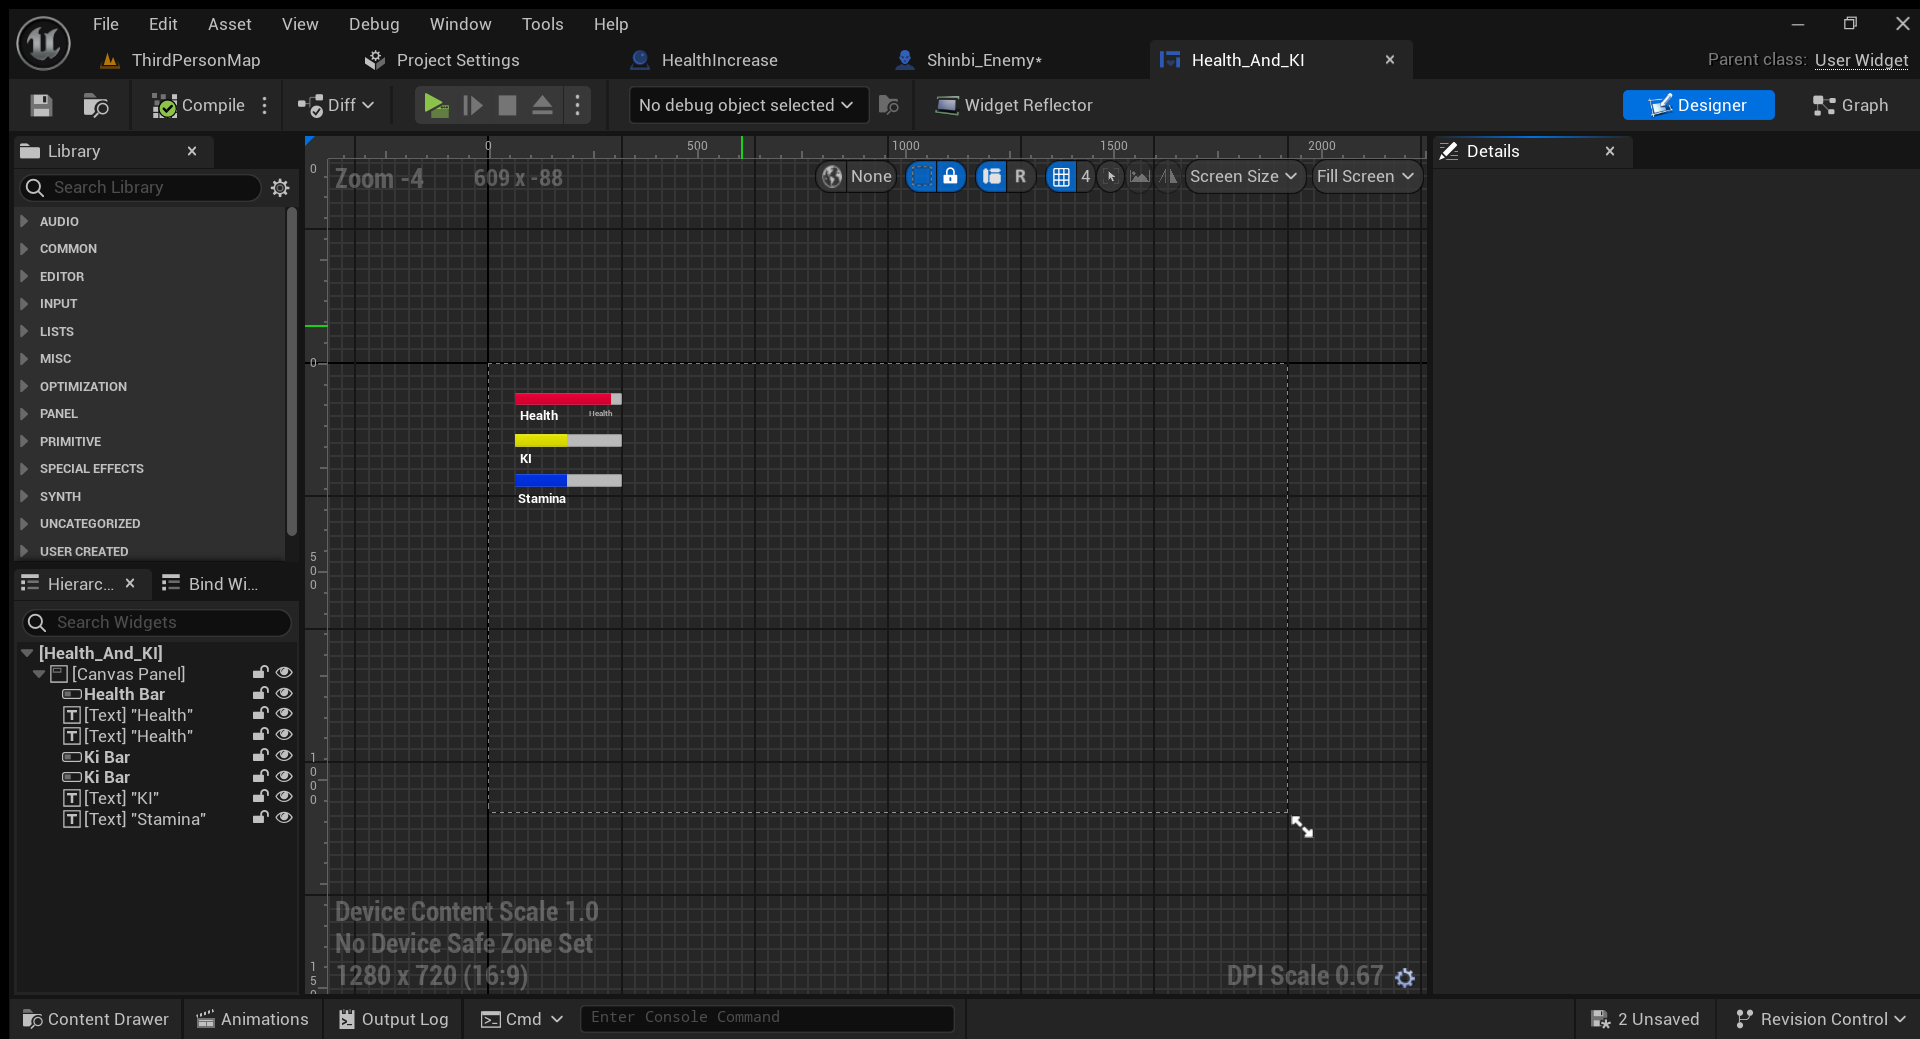 File Edit Asset View Debug Window Tools Help
ThirdPersonMap Project Settings HealthIncrease Shinbi_Enemy* Health_And_KI Parent class: User Widget
Compile Diff No debug object selected Widget Reflector Designer Graph
Library
Search Library
AUDIO
COMMON
EDITOR
INPUT
LISTS
MISC
OPTIMIZATION
PANEL
PRIMITIVE
SPECIAL EFFECTS
SYNTH
UNCATEGORIZED
USER CREATED
Hierarc... Bind Wi...
Search Widgets
[Health_And_KI]
[Canvas Panel]
Health Bar
[Text] "Health"
[Text] "Health"
Ki Bar
Ki Bar
[Text] "KI"
[Text] "Stamina"
0 500 1000 1500 2000
0
0
500
1000
15
Zoom -4 609 x -88 None R 4 Screen Size Fill Screen
Health Health
KI
Stamina
Device Content Scale 1.0
No Device Safe Zone Set
1280 x 720 (16:9) DPI Scale 0.67
Details
Content Drawer Animations Output Log Cmd Enter Console Command 2 Unsaved Revision Control